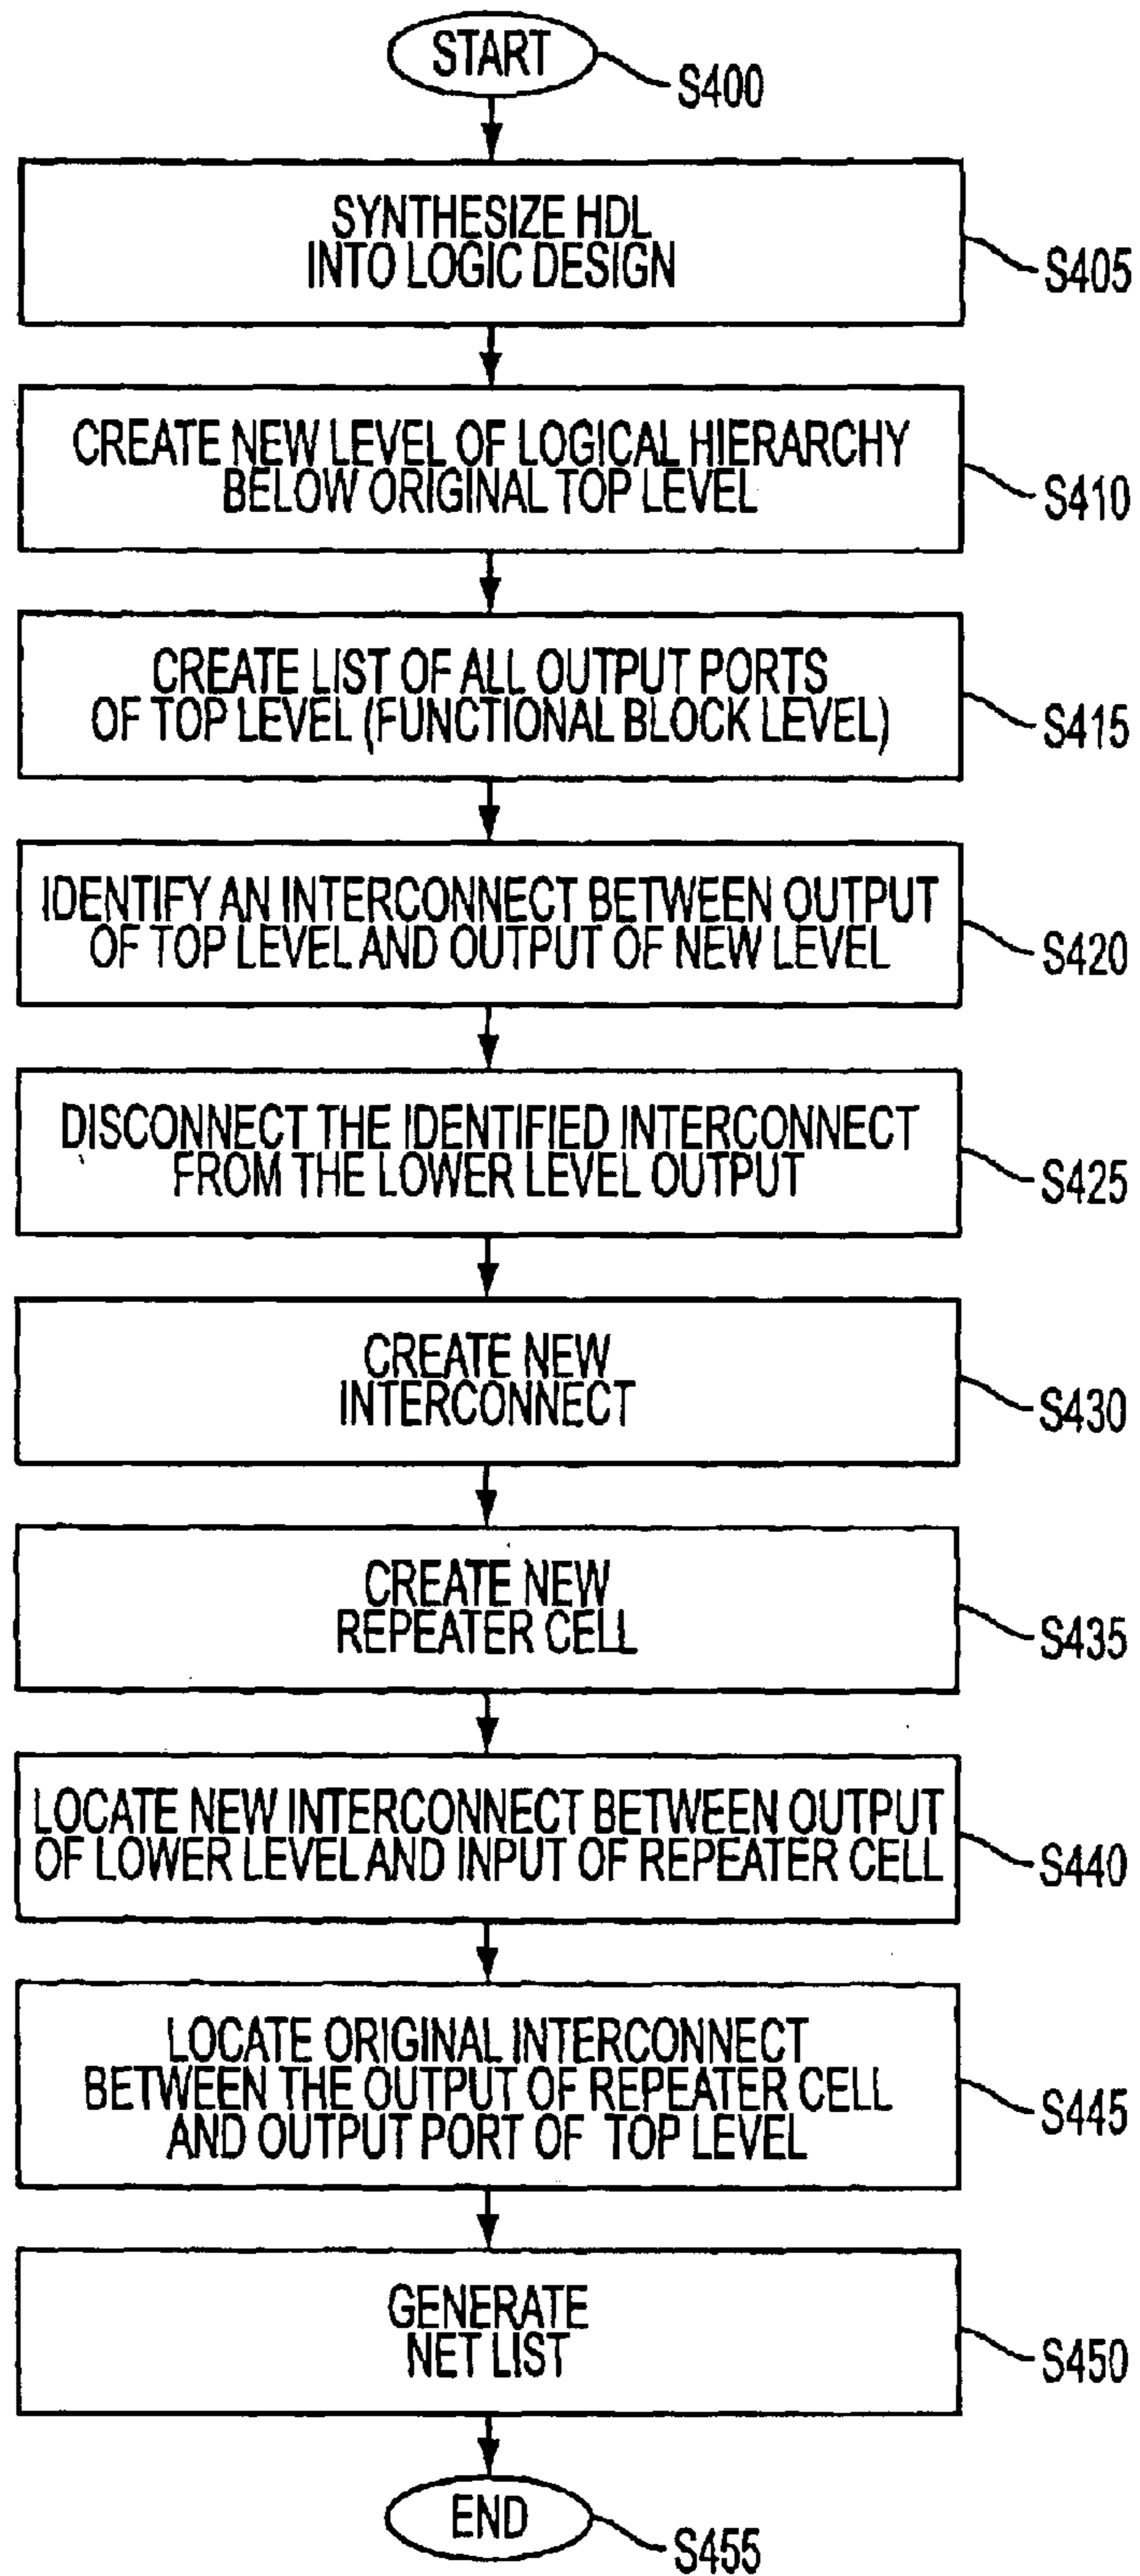 START
S400
SYNTHESIZE HDL
INTO LOGIC DESIGN
S405
CREATE NEW LEVEL OF LOGICAL HIERARCHY
BELOW ORIGINAL TOP LEVEL
S410
CREATE LIST OF ALL OUTPUT PORTS
OF TOP LEVEL (FUNCTIONAL BLOCK LEVEL)
S415
IDENTIFY AN INTERCONNECT BETWEEN OUTPUT
OF TOP LEVEL AND OUTPUT OF NEW LEVEL
S420
DISCONNECT THE IDENTIFIED INTERCONNECT
FROM THE LOWER LEVEL OUTPUT
S425
CREATE NEW
INTERCONNECT
S430
CREATE NEW
REPEATER CELL
S435
LOCATE NEW INTERCONNECT BETWEEN OUTPUT
OF LOWER LEVEL AND INPUT OF REPEATER CELL
S440
LOCATE ORIGINAL INTERCONNECT
BETWEEN THE OUTPUT OF REPEATER CELL
AND OUTPUT PORT OF TOP LEVEL
S445
GENERATE
NET LIST
S450
END
S455